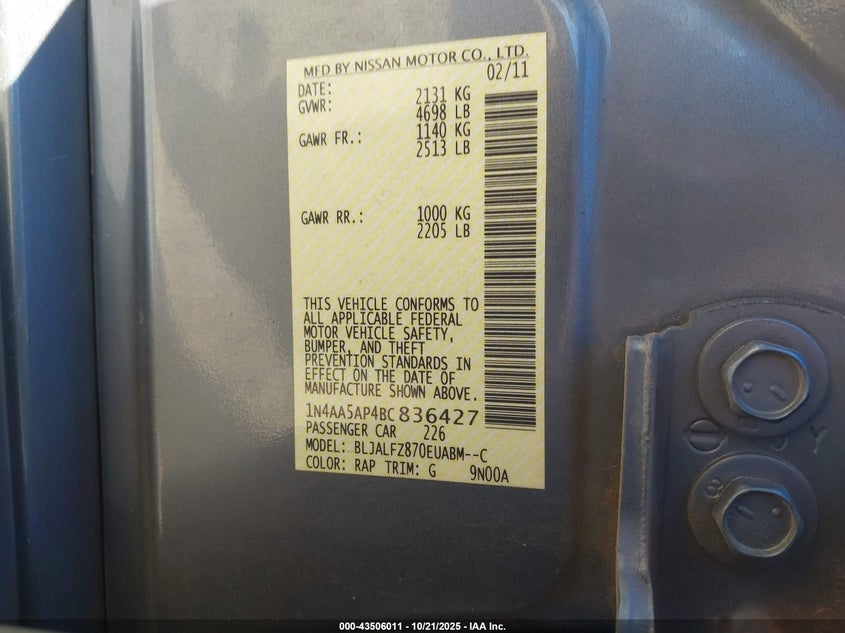 MFD BY NISSAN MOTOR CO., LTD.
DATE: 02/11
GVWR: 2131 KG
4698 LB
GAWR FR.: 1140 KG
2513 LB
GAWR RR.: 1000 KG
2205 LB
THIS VEHICLE CONFORMS TO
ALL APPLICABLE FEDERAL
MOTOR VEHICLE SAFETY,
BUMPER, AND THEFT
PREVENTION STANDARDS IN
EFFECT ON THE DATE OF
MANUFACTURE SHOWN ABOVE.
1N4AA5AP4BC836427
PASSENGER CAR 226
MODEL: BLJALFZ870EUABM--C
COLOR: RAP TRIM: G 9N00A
8
000-43506011 - 10/21/2025 - IAA Inc.